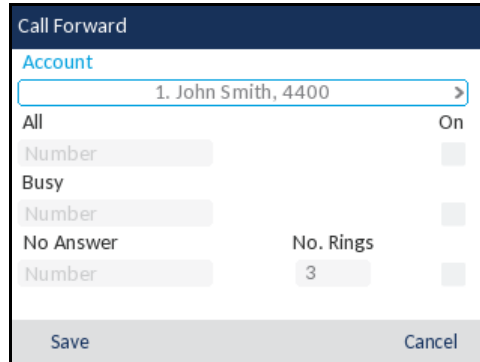 Call Forward
Account
1. John Smith, 4400 >
All On
Number
Busy
Number
No Answer No. Rings
Number 3
Save Cancel